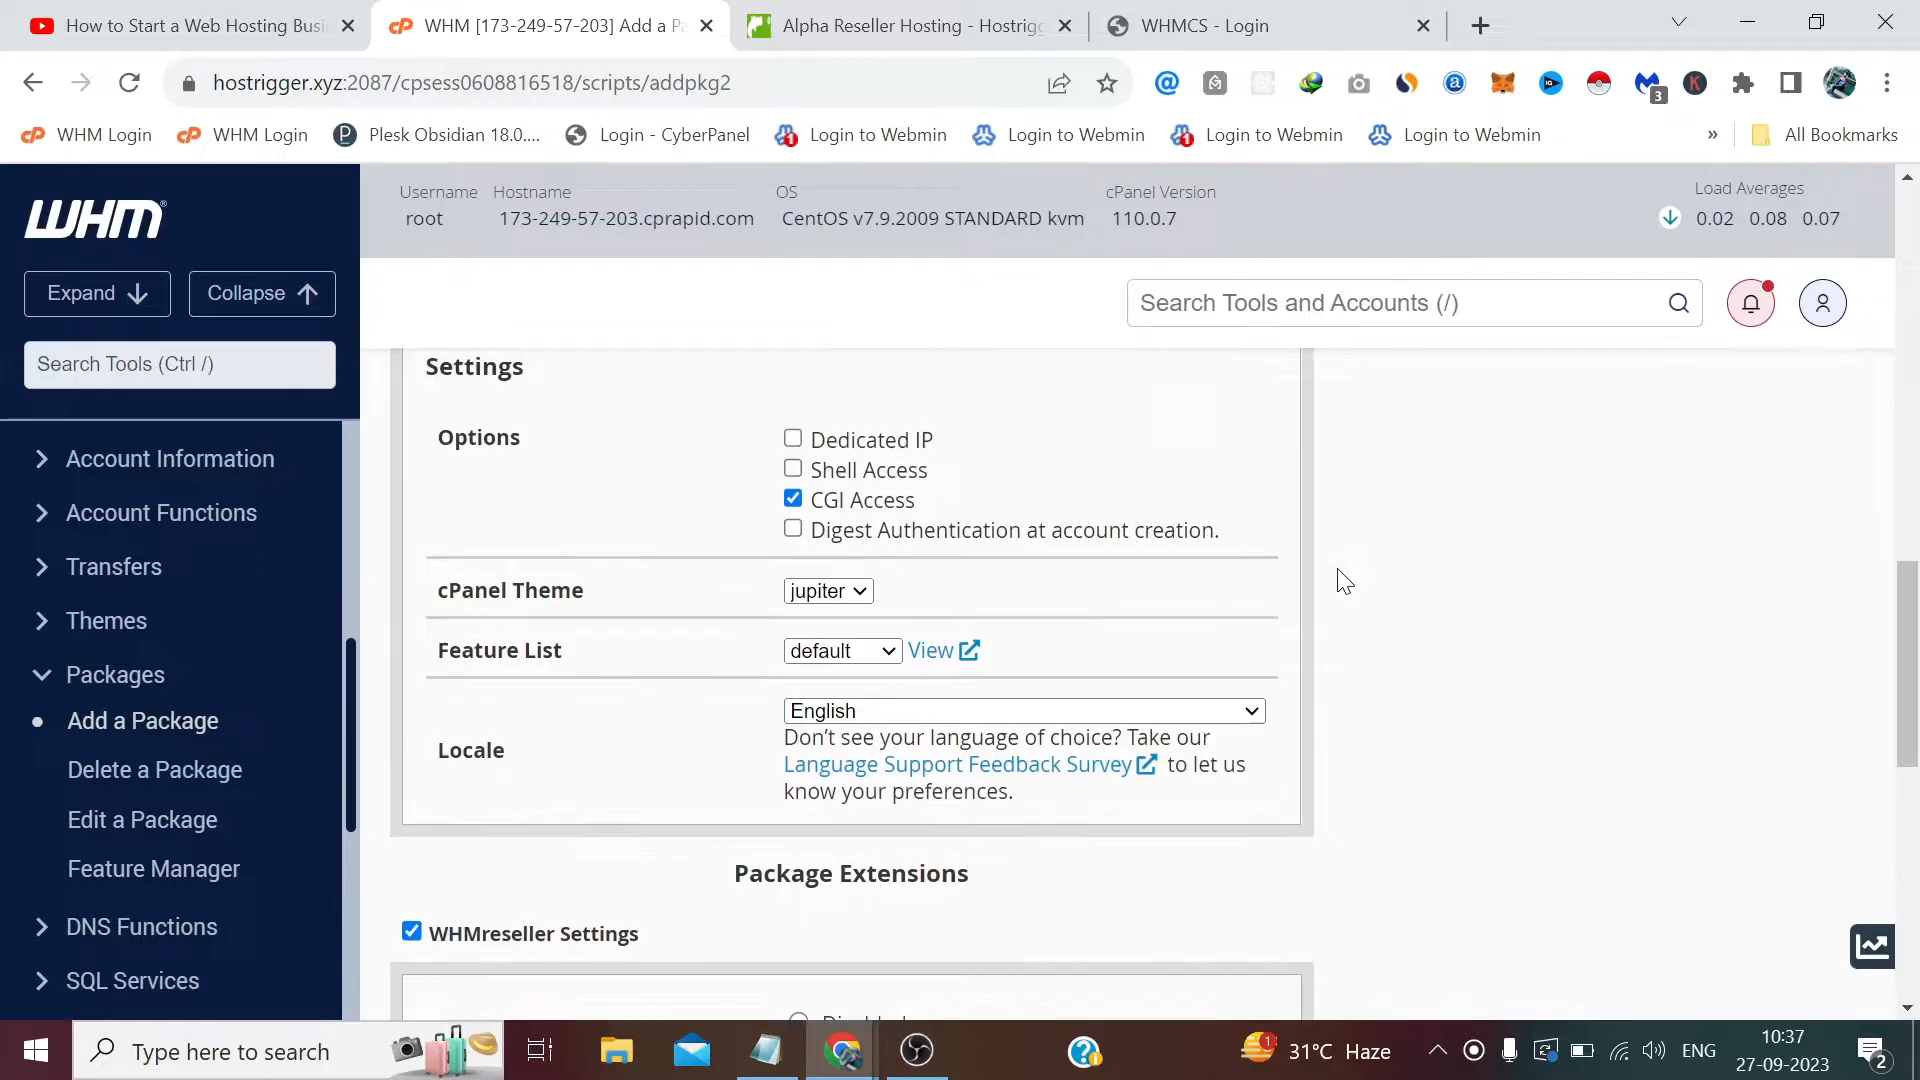 How to Start a Web Hosting Busi
WHM [173-249-57-203] Add a Pa
Alpha Reseller Hosting - Hostrigg
WHMCS - Login
hostrigger.xyz:2087/cpsess0608816518/scripts/addpkg2
3
WHM Login
WHM Login
Plesk Obsidian 18.0....
Login - CyberPanel
Login to Webmin
Login to Webmin
Login to Webmin
Login to Webmin
»
All Bookmarks
WHM
Username
root
Hostname
173-249-57-203.cprapid.com
OS
CentOS v7.9.2009 STANDARD kvm
cPanel Version
110.0.7
Load Averages
0.02 0.08 0.07
Expand
Collapse
Search Tools (Ctrl /)
Search Tools and Accounts (/)
Account Information
Account Functions
Transfers
Themes
Packages
Add a Package
Delete a Package
Edit a Package
Feature Manager
DNS Functions
SQL Services
Settings
Options
Dedicated IP
Shell Access
CGI Access
Digest Authentication at account creation.
cPanel Theme
jupiter
Feature List
default
View
Locale
English
Don’t see your language of choice? Take our
Language Support Feedback Survey to let us
know your preferences.
Package Extensions
WHMreseller Settings
Type here to search
1
31°C Haze
ENG
10:37
27-09-2023
2